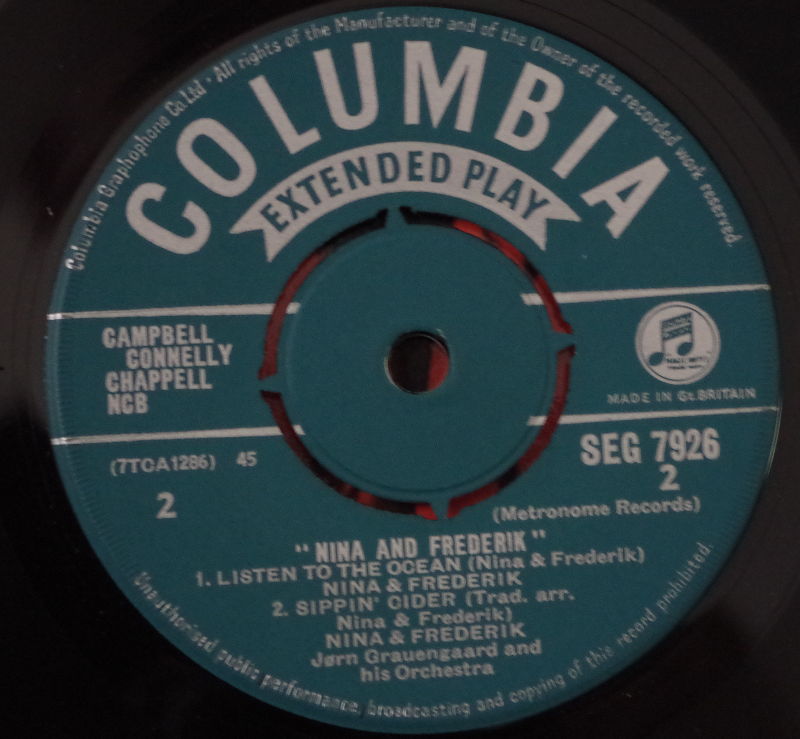 Columbia Graphophone Co Ltd · All rights of the Manufacturer and of the Owner of the recorded work reserved.
COLUMBIA
EXTENDED PLAY
CAMPBELL
CONNELLY
CHAPPELL
NCB
MADE IN Gt. BRITAIN
(7TCA1286) 45
2
SEG 7926
2
(Metronome Records)
"NINA AND FREDERIK"
1. LISTEN TO THE OCEAN (Nina & Frederik)
NINA & FREDERIK
2. SIPPIN' CIDER (Trad. arr.
Nina & Frederik)
NINA & FREDERIK
Jørn Grauengaard and
his Orchestra
Unauthorised public performance, broadcasting and copying of this record prohibited.